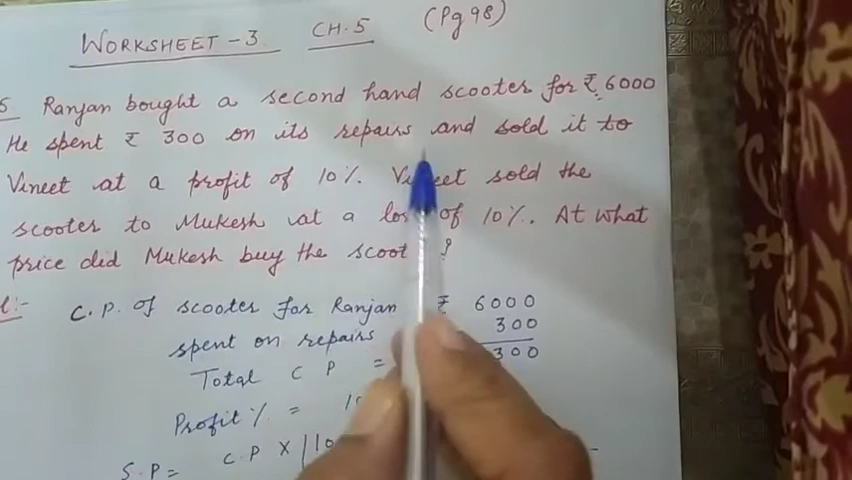 WORKSHEET-3 CH.5 (Pg 98)
5 Ranjan bought a second hand scooter for ₹ 6000
He spent ₹ 300 on its repairs and sold it to
Vineet at a profit of 10%. Vineet sold the
scooter to Mukesh at a loss of 10%. At what
price did Mukesh buy the scoot ?
l:- C.P. of scooter for Ranjan ₹ 6000
spent on repairs 300
Total C P = 300
Profit % =
S.P = C.P X